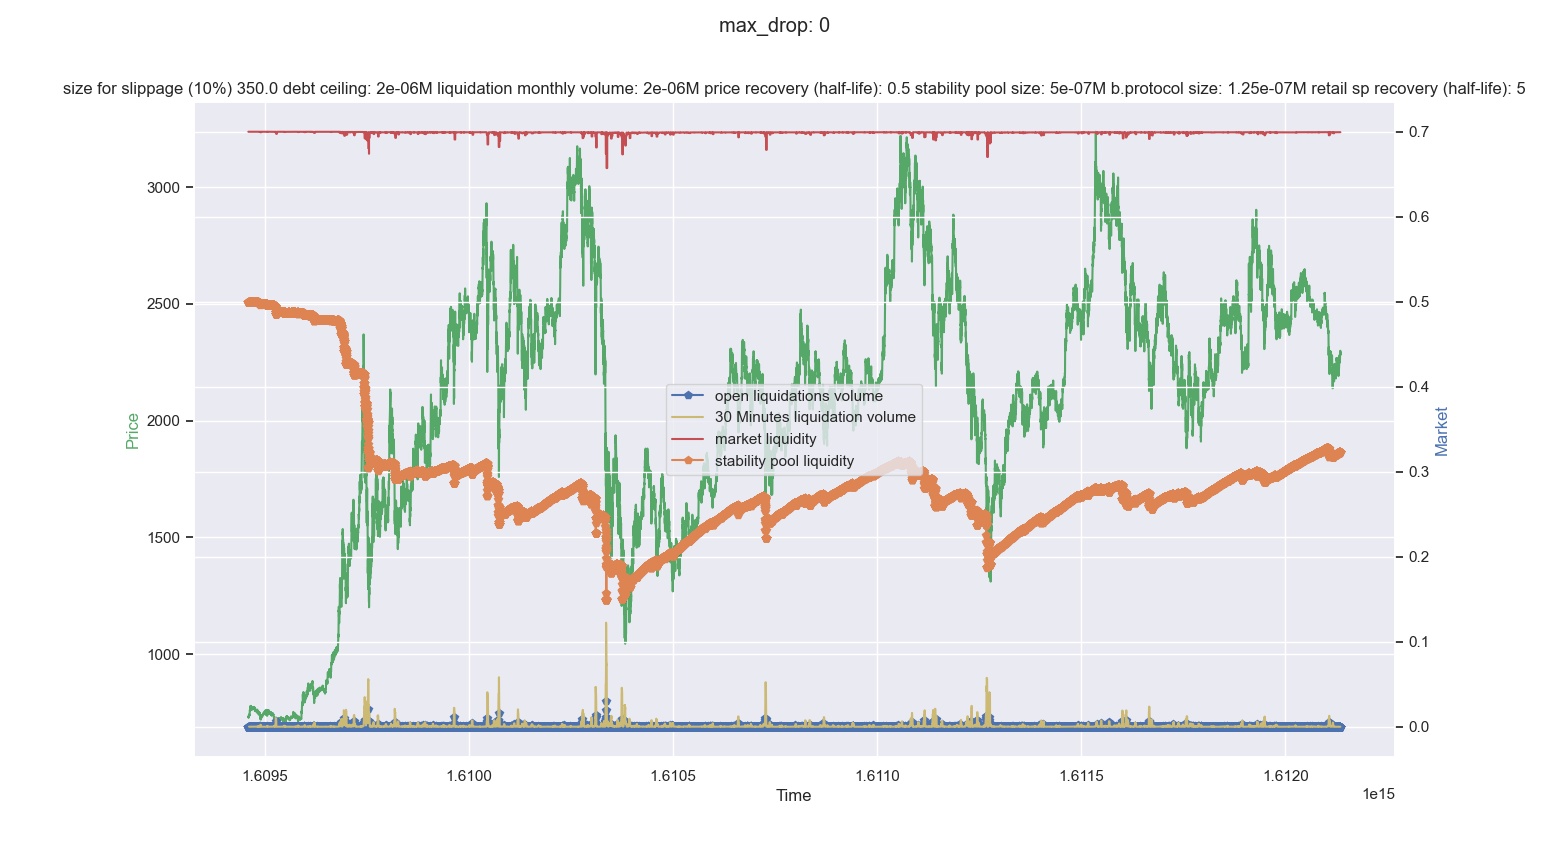 max_drop: 0
size for slippage (10%) 350.0 debt ceiling: 2e-06M liquidation monthly volume: 2e-06M price recovery (half-life): 0.5 stability pool size: 5e-07M b.protocol size: 1.25e-07M retail sp recovery (half-life): 5
3000
2500
2000
1500
1000
Price
open liquidations volume
30 Minutes liquidation volume
market liquidity
stability pool liquidity
0.7
0.6
0.5
0.4
0.3
0.2
0.1
0.0
Market
1.6095 1.6100 1.6105 1.6110 1.6115 1.6120
Time
1e15